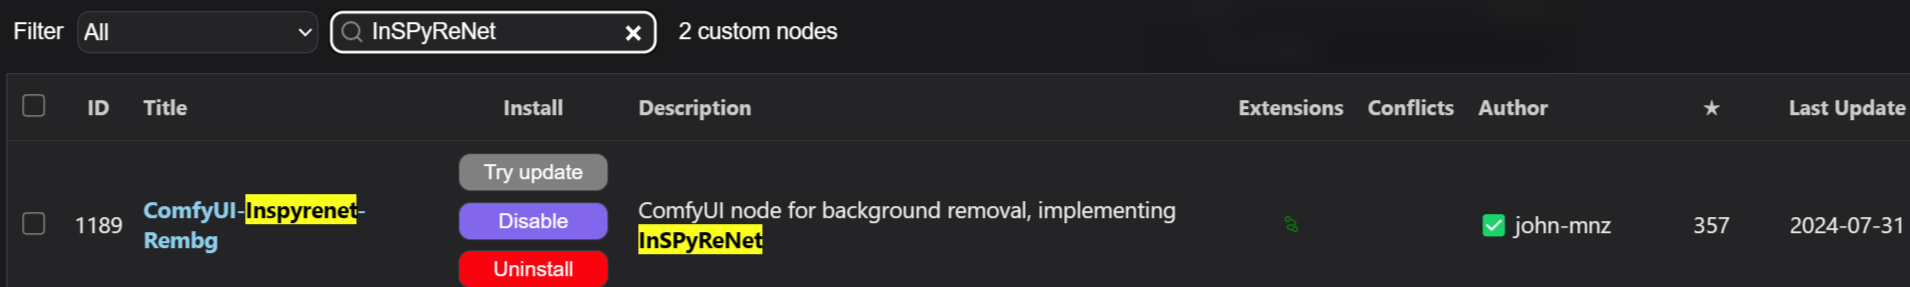 Filter All InSPyReNet 2 custom nodes
ID Title Install Description Extensions Conflicts Author ★ Last Update
Try update
Disable
Uninstall
1189
ComfyUI-Inspyrenet-
Rembg
ComfyUI node for background removal, implementing
InSPyReNet
john-mnz
357
2024-07-31